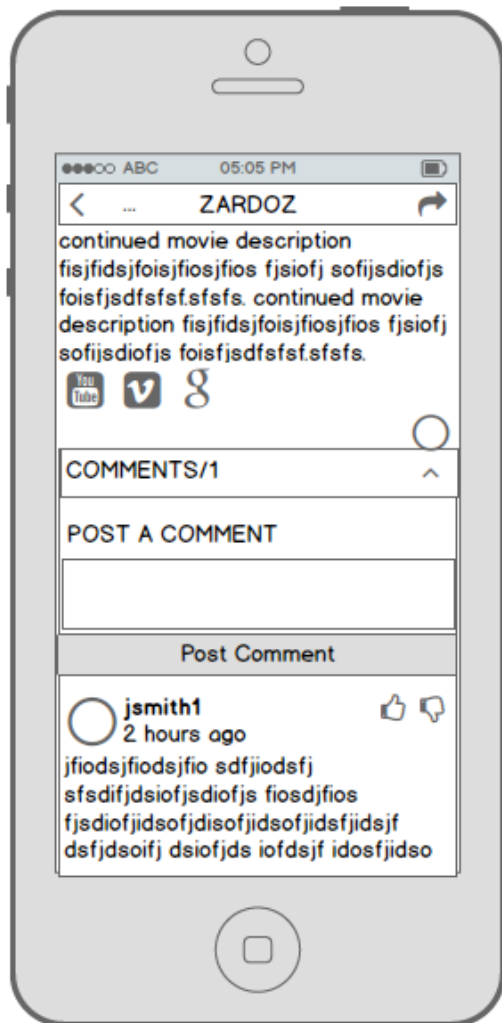 ABC 05:05 PM
... ZARDOZ
continued movie description
fisjfidsjfoisjfiosjfios fjsiofj sofijsdiofjs
foisfjsdfsfsf.sfsfs. continued movie
description fisjfidsjfoisjfiosjfios fjsiofj
sofijsdiofjs foisfjsdfsfsf.sfsfs.
You Tube
COMMENTS/1
POST A COMMENT
Post Comment
jsmith1
2 hours ago
jfiodsjfiodsjfio sdfjiodsfj
sfsdifjdsiofjsdiofjs fiosdjfios
fjsdiofjidsofjdisofjidsofjidsfjidsjf
dsfjdsoifj dsiofjds iofdsjf idosfjidso